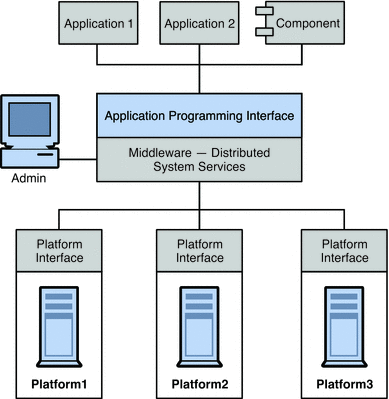 Application 1
Application 2
Component
Application Programming Interface
Middleware — Distributed
System Services
Admin
Platform
Interface
Platform
Interface
Platform
Interface
Platform1
Platform2
Platform3